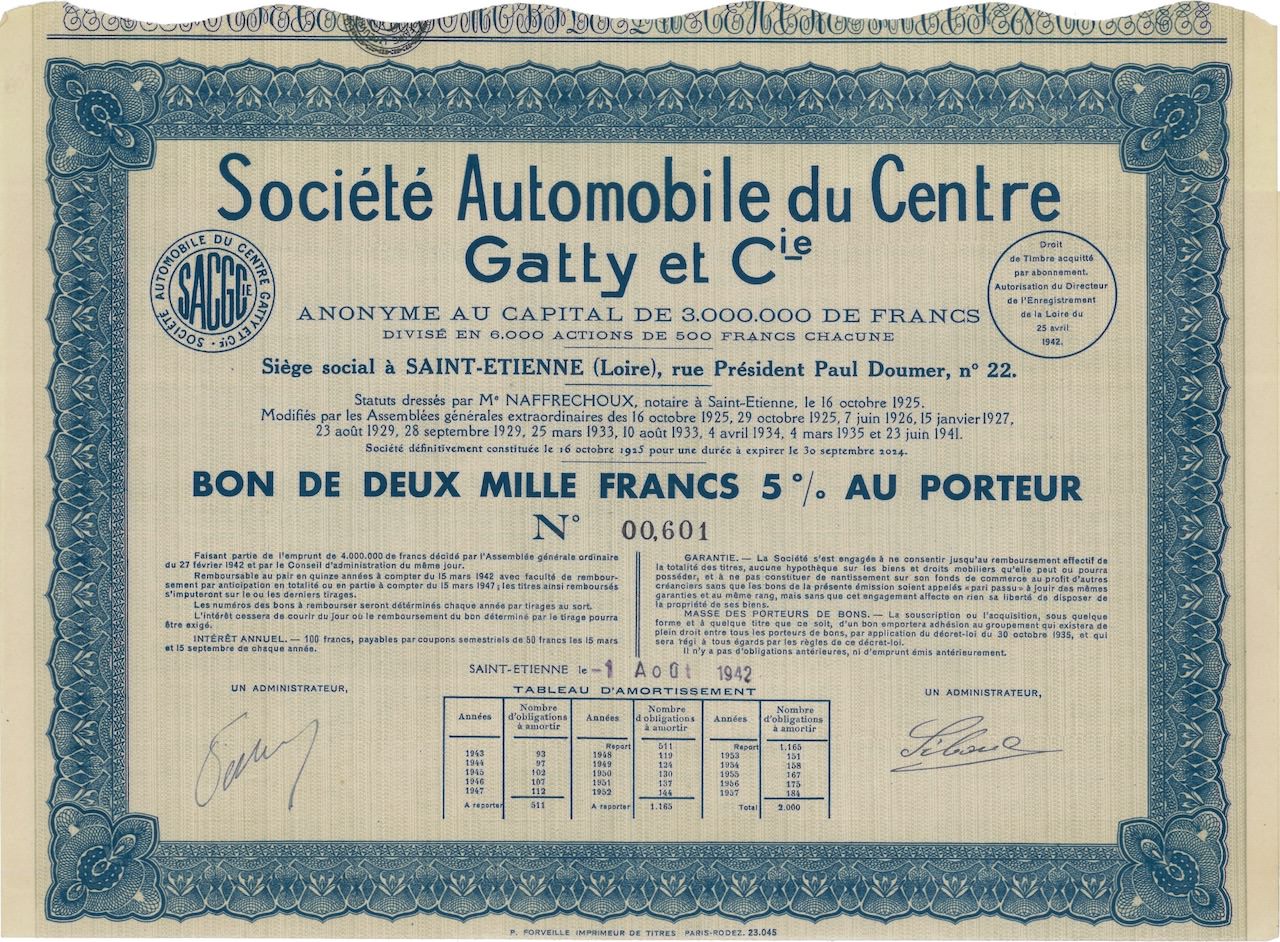 Société Automobile du Centre
Gatty et Cie
SOCIÉTÉ AUTOMOBILE DU CENTRE GATTY ET CIE
SACGCIE
Droit
de Timbre acquitté
par abonnement.
Autorisation du Directeur
de l'Enregistrement
de la Loire du
25 avril
1942.
ANONYME AU CAPITAL DE 3.000.000 DE FRANCS
DIVISÉ EN 6.000 ACTIONS DE 500 FRANCS CHACUNE
Siège social à SAINT-ETIENNE (Loire), rue Président Paul Doumer, n° 22.
Statuts dressés par Me NAFFRECHOUX, notaire à Saint-Etienne, le 16 octobre 1925.
Modifiés par les Assemblées générales extraordinaires des 16 octobre 1925, 29 octobre 1925, 7 juin 1926, 15 janvier 1927,
23 août 1929, 28 septembre 1929, 25 mars 1933, 10 août 1933, 4 avril 1934, 4 mars 1935 et 23 juin 1941.
Société définitivement constituée le 16 octobre 1925 pour une durée à expirer le 30 septembre 2024.
BON DE DEUX MILLE FRANCS 5 % AU PORTEUR
N° 00,601
Faisant partie de l'emprunt de 4.000.000 de francs décidé par l'Assemblée générale ordinaire
du 27 février 1942 et par le Conseil d'administration du même jour.
Remboursable au pair en quinze années à compter du 15 mars 1942 avec faculté de rembour-
sement par anticipation en totalité ou en partie à compter du 15 mars 1947 ; les titres ainsi remboursés
s'imputeront sur le ou les derniers tirages.
Les numéros des bons à rembourser seront déterminés chaque année par tirages au sort.
L'intérêt cessera de courir du jour où le remboursement du bon déterminé par le tirage pourra
être exigé.
INTÉRÊT ANNUEL. — 100 francs, payables par coupons semestriels de 50 francs les 15 mars
et 15 septembre de chaque année.
GARANTIE. — La Société s'est engagée à ne consentir jusqu'au remboursement effectif de
la totalité des titres, aucune hypothèque sur les biens et droits mobiliers qu'elle peut ou pourra
posséder, et à ne pas constituer de nantissement sur son fonds de commerce au profit d'autres
créanciers sans que les bons de la présente émission soient appelés « pari passu » à jouir des mêmes
garanties et au même rang, mais sans que cet engagement affecte en rien sa liberté de disposer de
la propriété de ses biens.
MASSE DES PORTEURS DE BONS. — La souscription ou l'acquisition, sous quelque
forme et à quelque titre que ce soit, d'un bon emportera adhésion au groupement qui existera de
plein droit entre tous les porteurs de bons, par application du décret-loi du 30 octobre 1935, et qui
sera régi à tous égards par les règles de ce décret-loi.
Il n'y a pas d'obligations antérieures, ni d'emprunt émis antérieurement.
SAINT-ETIENNE le -1 Août 1942
UN ADMINISTRATEUR,
UN ADMINISTRATEUR,
TABLEAU D'AMORTISSEMENT
Années Nombre d'obligations à amortir Années Nombre d'obligations à amortir Années Nombre d'obligations à amortir
Report 511 Report 1.165
1943 93 1948 119 1953 151
1944 97 1949 124 1954 158
1945 102 1950 130 1955 167
1946 107 1951 137 1956 175
1947 112 1952 144 1957 184
A reporter 511 A reporter 1.165 Total 2.000
P. FORVEILLE IMPRIMEUR DE TITRES PARIS-RODEZ. 23.045